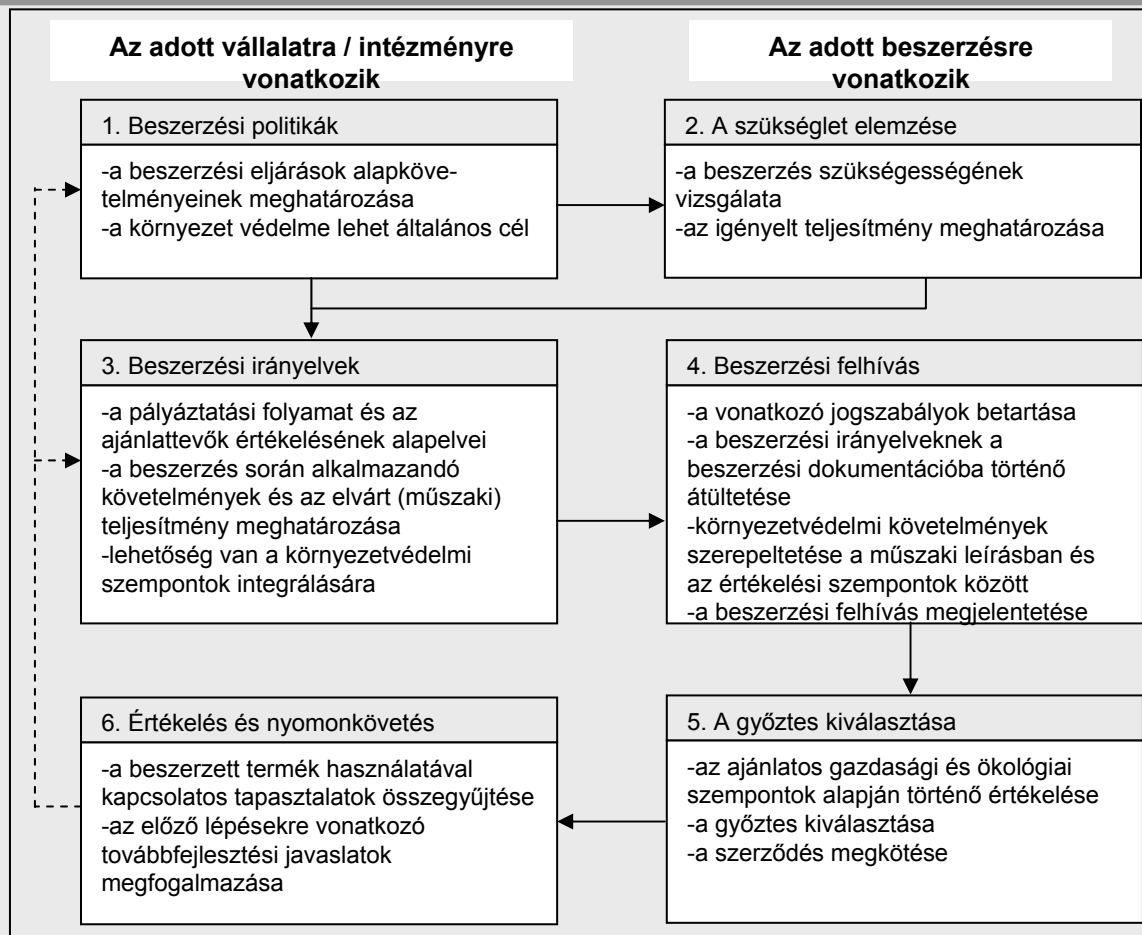 Az adott vállalatra / intézményre
vonatkozik
Az adott beszerzésre
vonatkozik
1. Beszerzési politikák
-a beszerzési eljárások alapköve-
telményeinek meghatározása
-a környezet védelme lehet általános cél
2. A szükséglet elemzése
-a beszerzés szükségességének
vizsgálata
-az igényelt teljesítmény meghatározása
3. Beszerzési irányelvek
-a pályáztatási folyamat és az
ajánlattevők értékelésének alapelvei
-a beszerzés során alkalmazandó
követelmények és az elvárt (műszaki)
teljesítmény meghatározása
-lehetőség van a környezetvédelmi
szempontok integrálására
4. Beszerzési felhívás
-a vonatkozó jogszabályok betartása
-a beszerzési irányelveknek a
beszerzési dokumentációba történő
átültetése
-környezetvédelmi követelmények
szerepeltetése a műszaki leírásban és
az értékelési szempontok között
-a beszerzési felhívás megjelentetése
6. Értékelés és nyomonkövetés
-a beszerzett termék használatával
kapcsolatos tapasztalatok összegyűjtése
-az előző lépésekre vonatkozó
továbbfejlesztési javaslatok
megfogalmazása
5. A győztes kiválasztása
-az ajánlatos gazdasági és ökológiai
szempontok alapján történő értékelése
-a győztes kiválasztása
-a szerződés megkötése